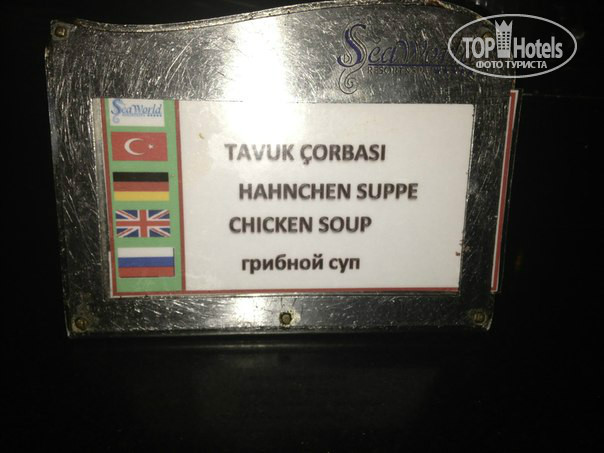 SeaWorld
TOP Hotels
ФОТО ТУРИСТА
SeaWorld
TAVUK ÇORBASI
HAHNCHEN SUPPE
CHICKEN SOUP
грибной суп